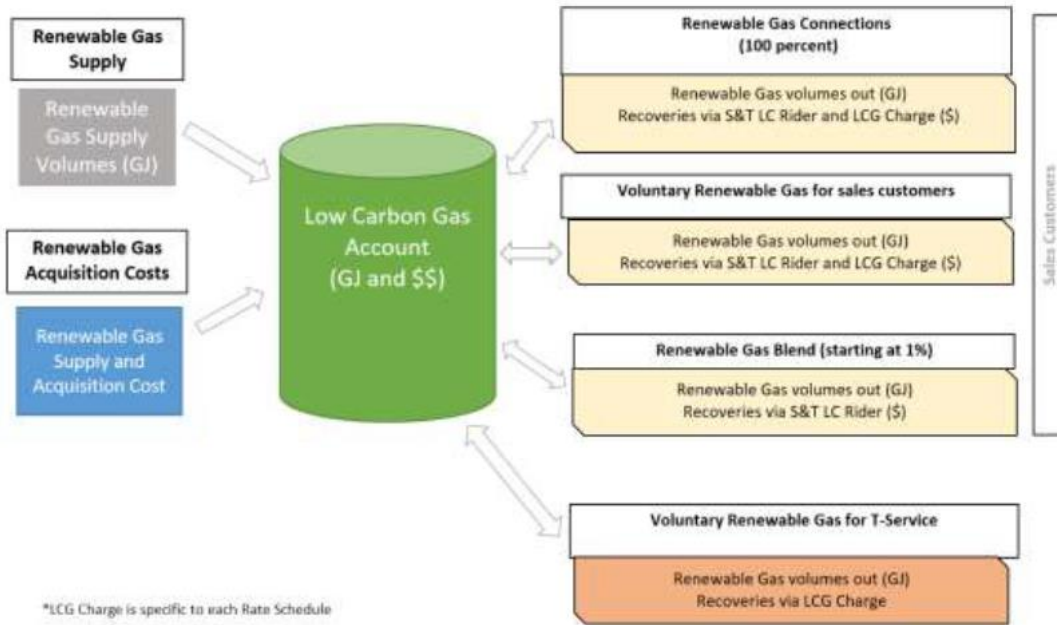 Renewable Gas
Supply
Renewable
Gas Supply
Volumes (GJ)
Renewable Gas
Acquisition Costs
Renewable Gas
Supply and
Acquisition Cost
Low Carbon Gas
Account
(GJ and $$)
Renewable Gas Connections
(100 percent)
Renewable Gas volumes out (GJ)
Recoveries via S&T LC Rider and LCG Charge ($)
Voluntary Renewable Gas for sales customers
Renewable Gas volumes out (GJ)
Recoveries via S&T LC Rider and LCG Charge ($)
Renewable Gas Blend (starting at 1%)
Renewable Gas volumes out (GJ)
Recoveries via S&T LC Rider ($)
Sales Customers
Voluntary Renewable Gas for T-Service
Renewable Gas volumes out (GJ)
Recoveries via LCG Charge
*LCG Charge is specific to each Rate Schedule